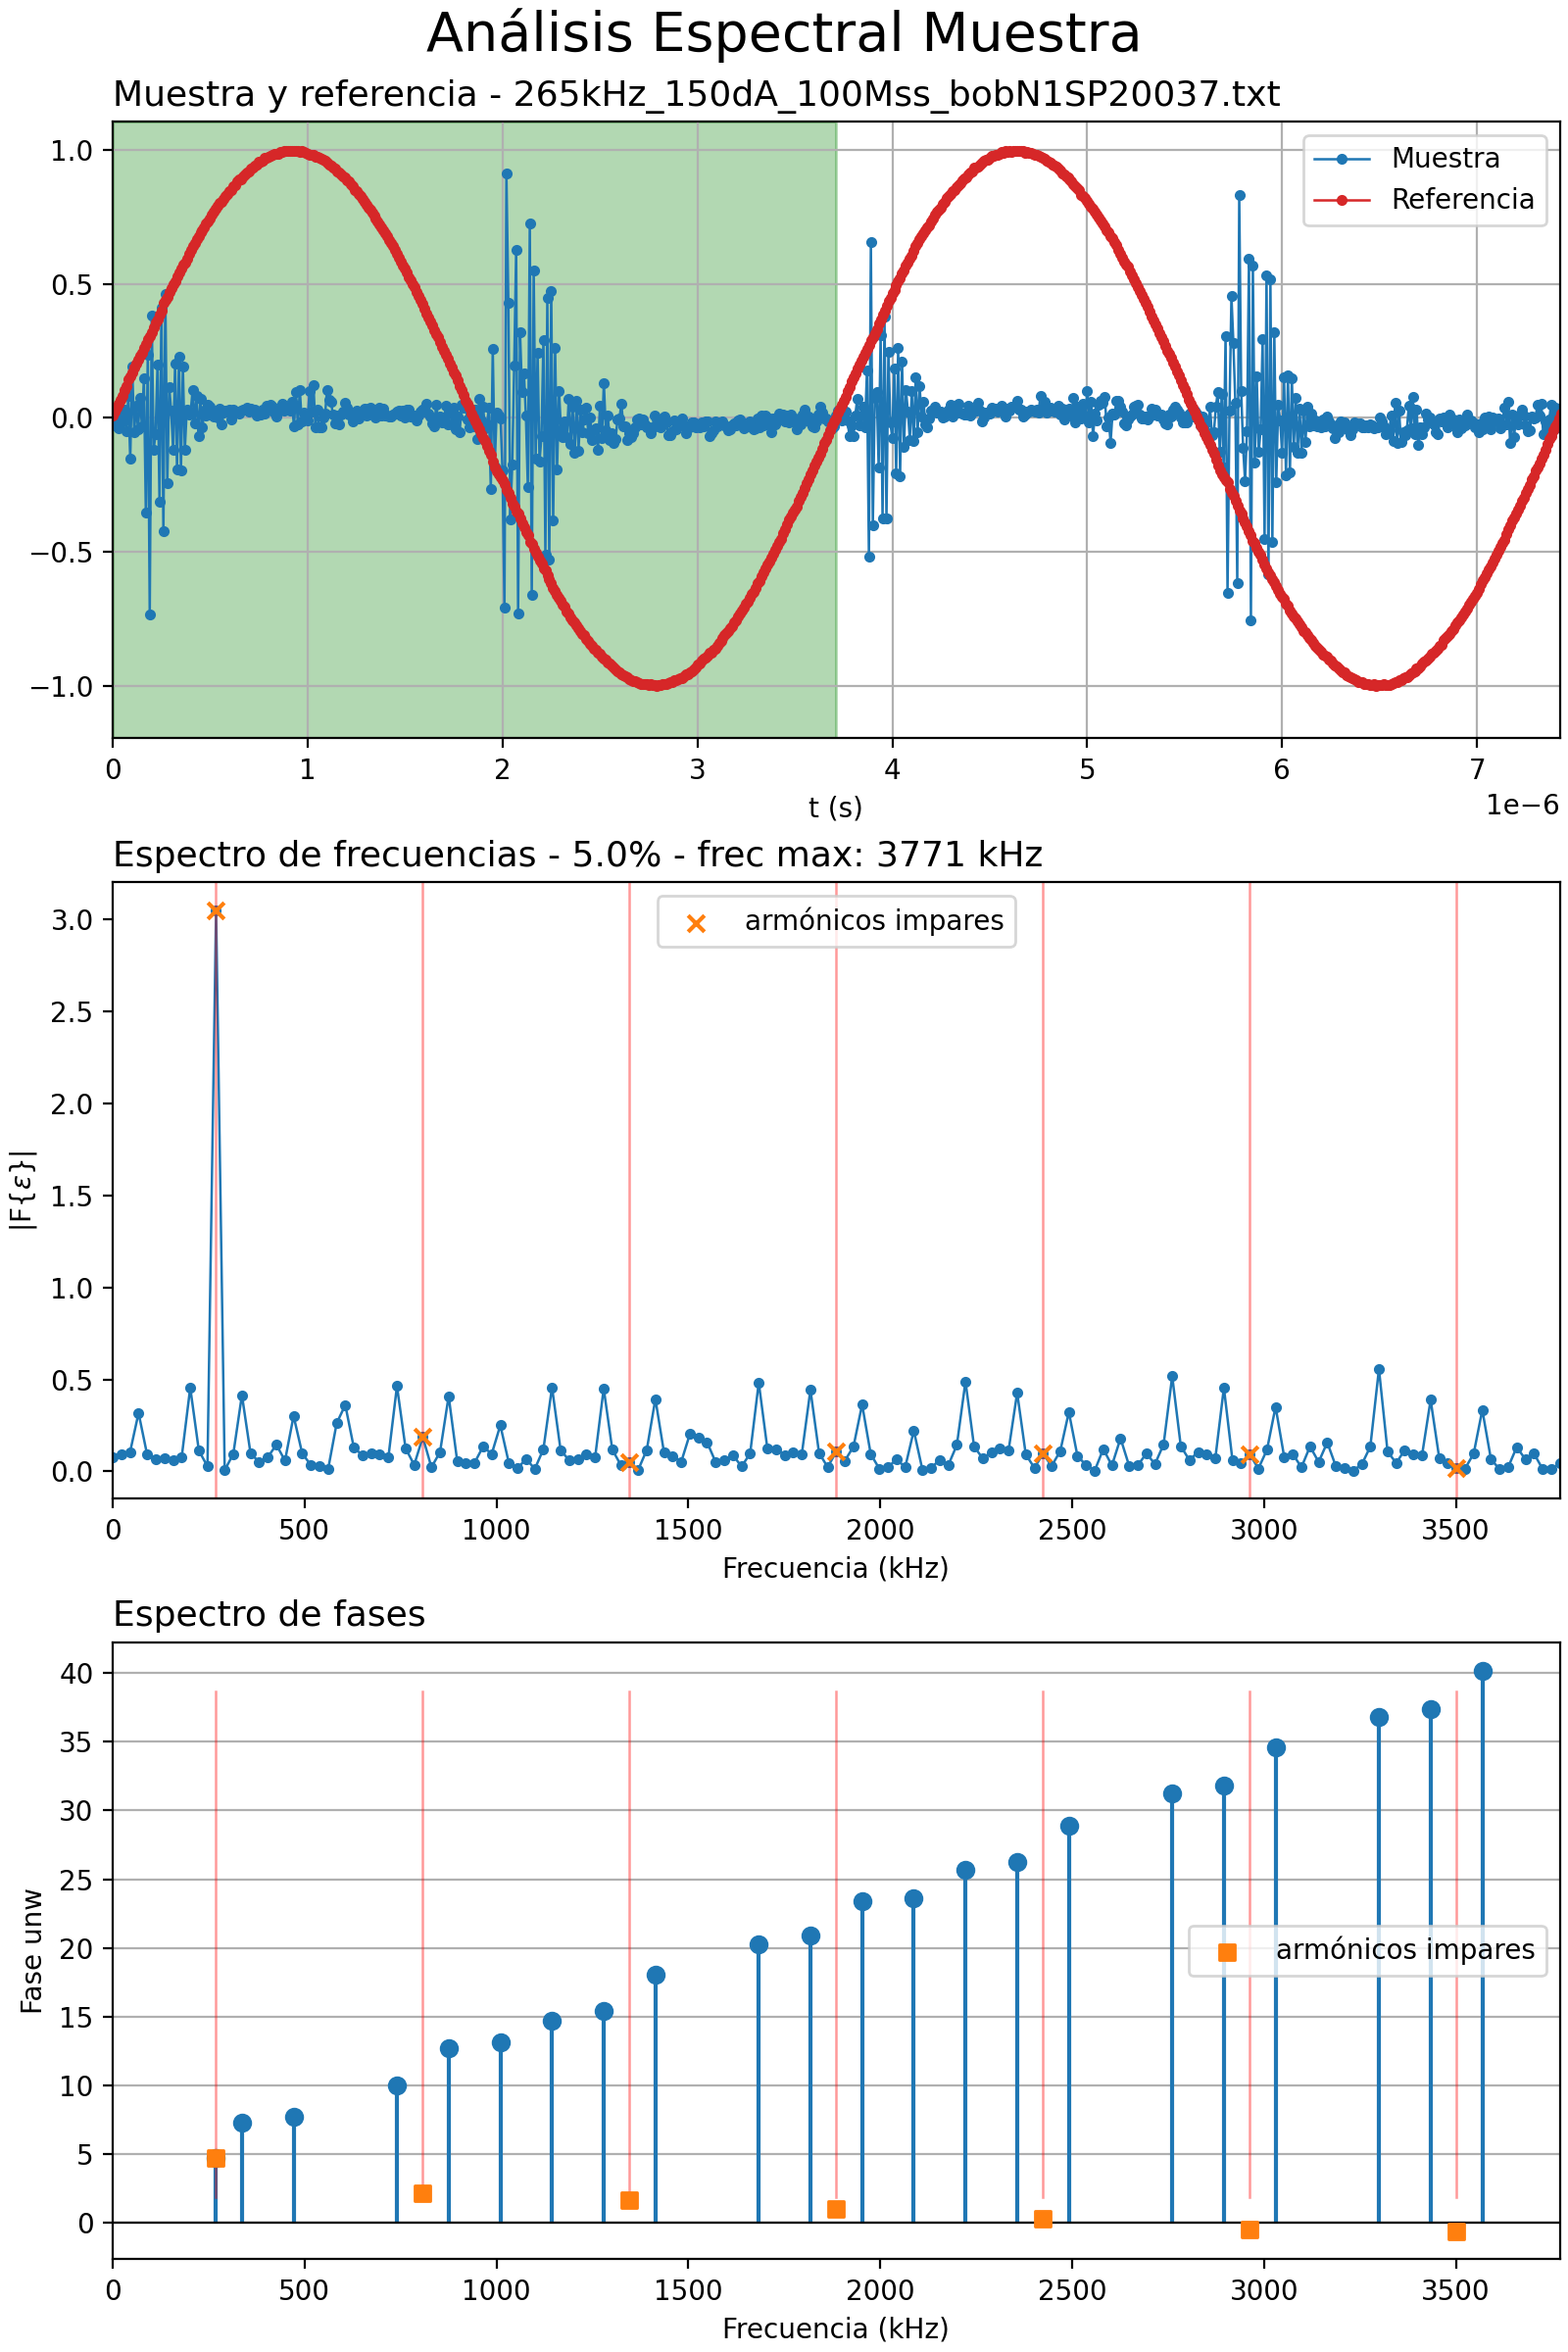 Análisis Espectral Muestra
Muestra y referencia - 265kHz_150dA_100Mss_bobN1SP20037.txt
1.0
0.5
0.0
−0.5
−1.0
Muestra
Referencia
0 1 2 3 4 5 6 7
1e−6
t (s)
Espectro de frecuencias - 5.0% - frec max: 3771 kHz
3.0
2.5
2.0
1.5
1.0
0.5
0.0
|F{ε}|
armónicos impares
0 500 1000 1500 2000 2500 3000 3500
Frecuencia (kHz)
Espectro de fases
40
35
30
25
20
15
10
5
0
Fase unw
armónicos impares
0 500 1000 1500 2000 2500 3000 3500
Frecuencia (kHz)